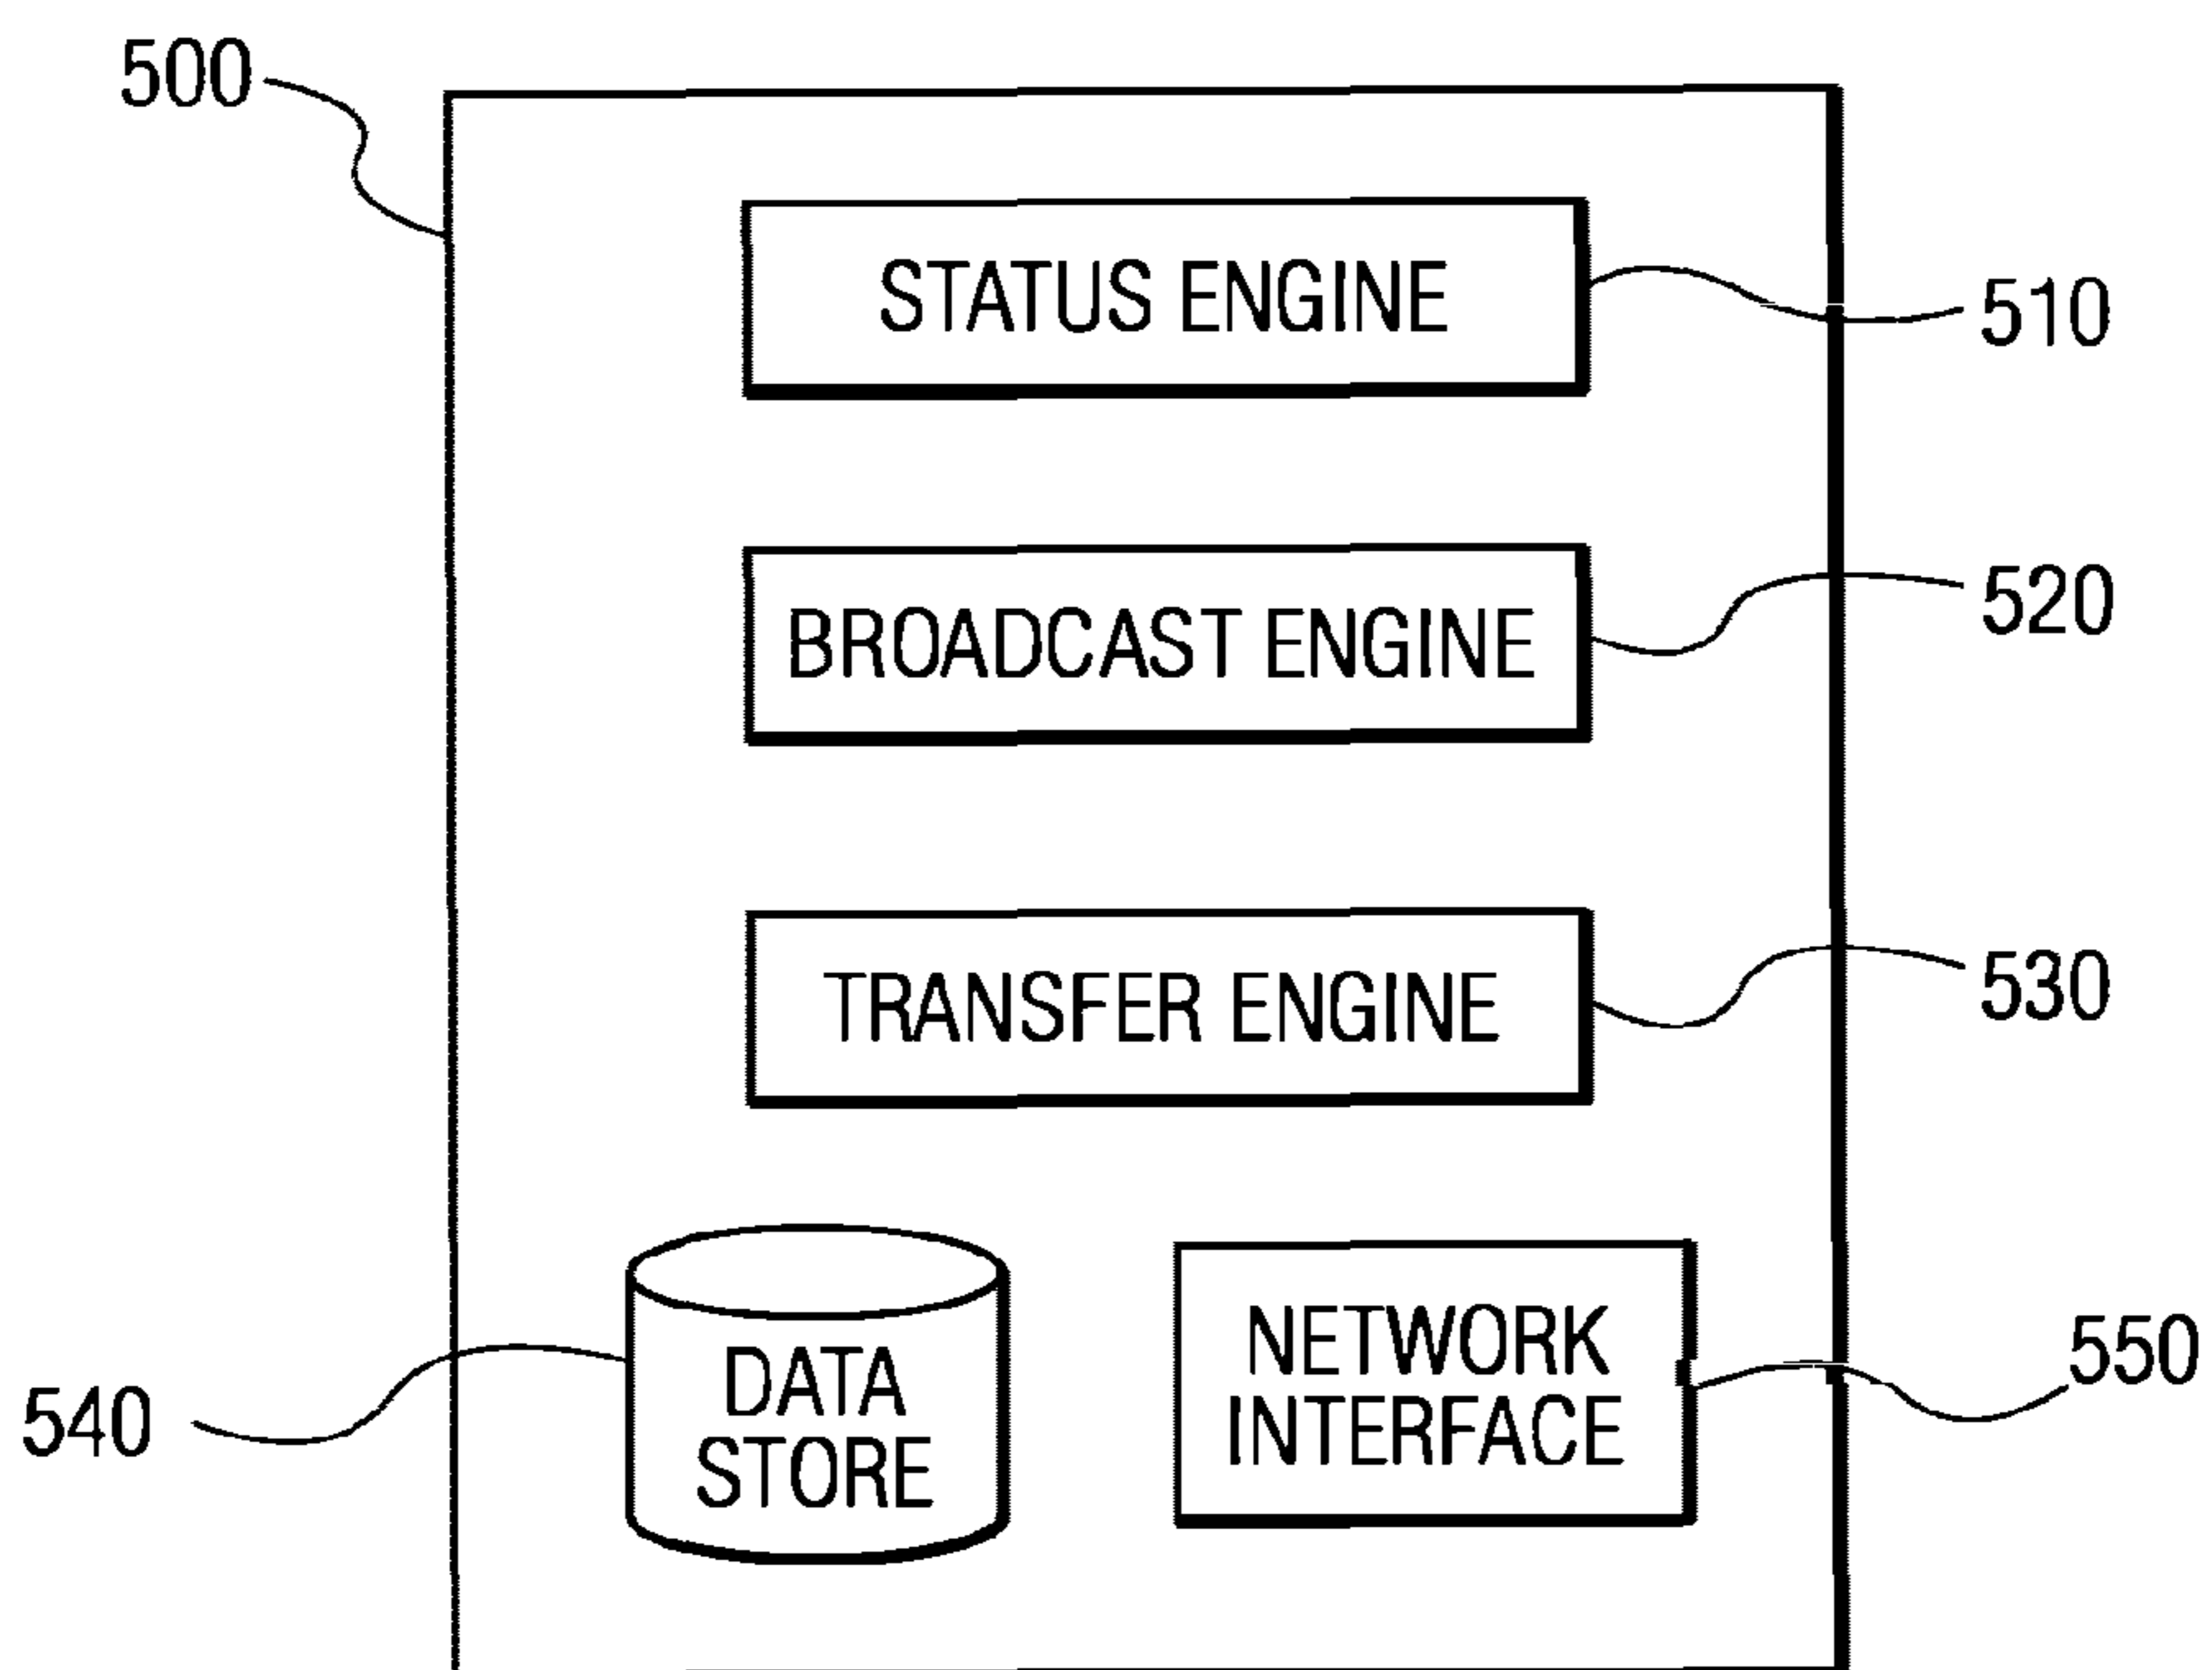 500
STATUS ENGINE
510
BROADCAST ENGINE
520
TRANSFER ENGINE
530
DATA
STORE
540
NETWORK
INTERFACE
550